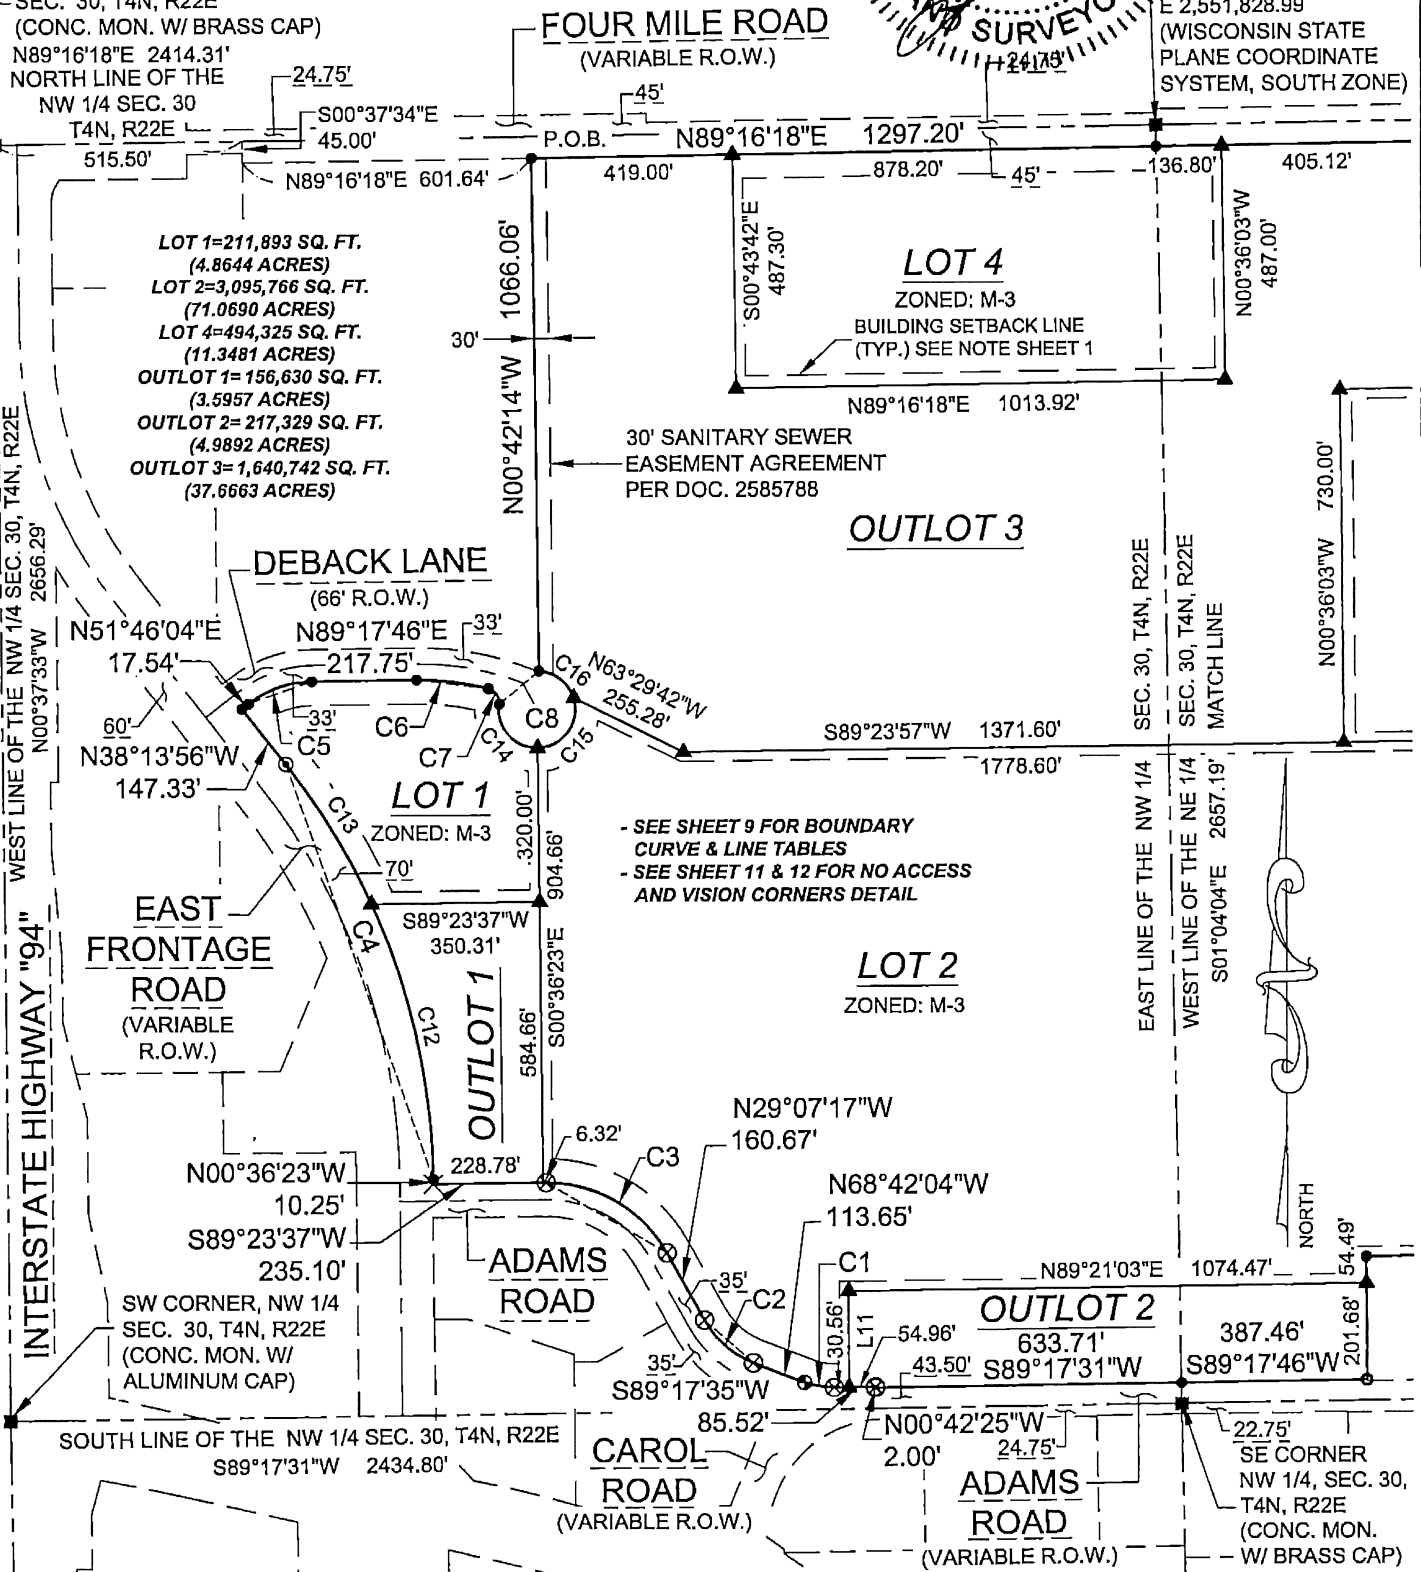 SEC. 30, T4N, R22E
(CONC. MON. W/ BRASS CAP)
N89°16'18"E 2414.31'
NORTH LINE OF THE
NW 1/4 SEC. 30
T4N, R22E
24.75'
S00°37'34"E
45.00'
515.50'
N89°16'18"E 601.64'
FOUR MILE ROAD
(VARIABLE R.O.W.)
45'
P.O.B.
N89°16'18"E 1297.20'
419.00'
878.20'
45'
136.80'
405.12'
SURVEYO
24.75'
E 2,551,828.99
(WISCONSIN STATE
PLANE COORDINATE
SYSTEM, SOUTH ZONE)
LOT 1=211,893 SQ. FT.
(4.8644 ACRES)
LOT 2=3,095,766 SQ. FT.
(71.0690 ACRES)
LOT 4=494,325 SQ. FT.
(11.3481 ACRES)
OUTLOT 1= 156,630 SQ. FT.
(3.5957 ACRES)
OUTLOT 2= 217,329 SQ. FT.
(4.9892 ACRES)
OUTLOT 3= 1,640,742 SQ. FT.
(37.6663 ACRES)
N00°42'14"W 1066.06'
30'
S00°43'42"E
487.30'
LOT 4
ZONED: M-3
BUILDING SETBACK LINE
(TYP.) SEE NOTE SHEET 1
N00°36'03"W
487.00'
N89°16'18"E 1013.92'
30' SANITARY SEWER
EASEMENT AGREEMENT
PER DOC. 2585788
OUTLOT 3
N00°36'03"W 730.00'
WEST LINE OF THE NW 1/4 SEC. 30, T4N, R22E
N00°37'33"W 2656.29'
DEBACK LANE
(66' R.O.W.)
N51°46'04"E
17.54'
N89°17'46"E
217.75'
33'
33'
60'
N38°13'56"W
147.33'
C5
C6
C7
C8
C14
C15
C16
N63°29'42"W
255.28'
S89°23'57"W 1371.60'
1778.60'
EAST LINE OF THE NW 1/4 SEC. 30, T4N, R22E
WEST LINE OF THE NE 1/4 SEC. 30, T4N, R22E
S01°04'04"E 2657.19'
MATCH LINE
LOT 1
ZONED: M-3
C13
70'
320.00'
904.66'
- SEE SHEET 9 FOR BOUNDARY
CURVE & LINE TABLES
- SEE SHEET 11 & 12 FOR NO ACCESS
AND VISION CORNERS DETAIL
EAST
FRONTAGE
ROAD
(VARIABLE
R.O.W.)
C4
S89°23'37"W
350.31'
C12
OUTLOT 1
584.66'
S00°36'23"E
LOT 2
ZONED: M-3
INTERSTATE HIGHWAY "94"
N00°36'23"W
10.25'
S89°23'37"W
235.10'
228.78'
6.32'
C3
N29°07'17"W
160.67'
N68°42'04"W
113.65'
NORTH
ADAMS
ROAD
35'
C2
C1
35'
30.56'
L11
N89°21'03"E 1074.47'
54.49'
OUTLOT 2
633.71'
S89°17'31"W
387.46'
S89°17'46"W
201.68'
54.96'
43.50'
SW CORNER, NW 1/4
SEC. 30, T4N, R22E
(CONC. MON. W/
ALUMINUM CAP)
S89°17'35"W
85.52'
N00°42'25"W
2.00'
24.75'
22.75'
SOUTH LINE OF THE NW 1/4 SEC. 30, T4N, R22E
S89°17'31"W 2434.80'
CAROL
ROAD
(VARIABLE R.O.W.)
ADAMS
ROAD
(VARIABLE R.O.W.)
SE CORNER
NW 1/4, SEC. 30,
T4N, R22E
(CONC. MON.
W/ BRASS CAP)